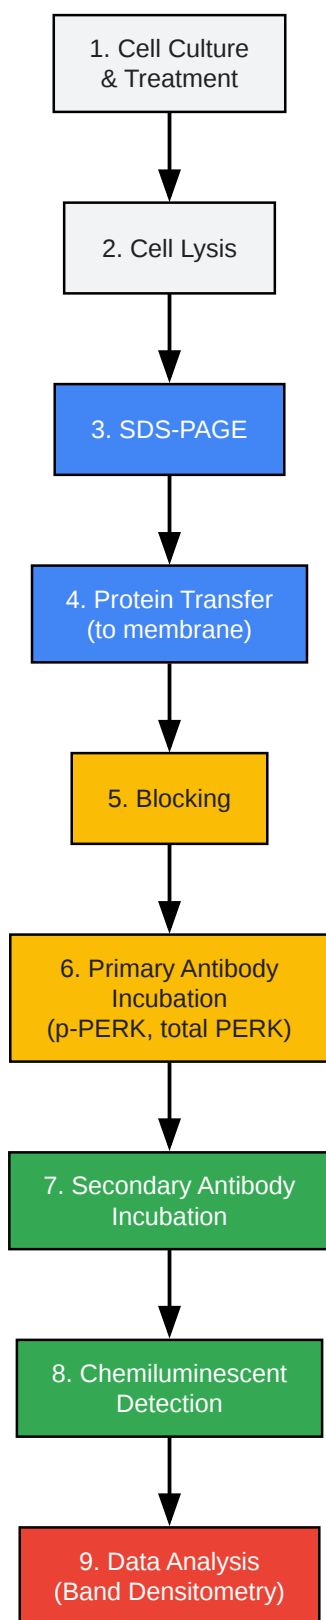 1. Cell Culture
& Treatment
2. Cell Lysis
3. SDS-PAGE
4. Protein Transfer
(to membrane)
5. Blocking
6. Primary Antibody
Incubation
(p-PERK, total PERK)
7. Secondary Antibody
Incubation
8. Chemiluminescent
Detection
9. Data Analysis
(Band Densitometry)